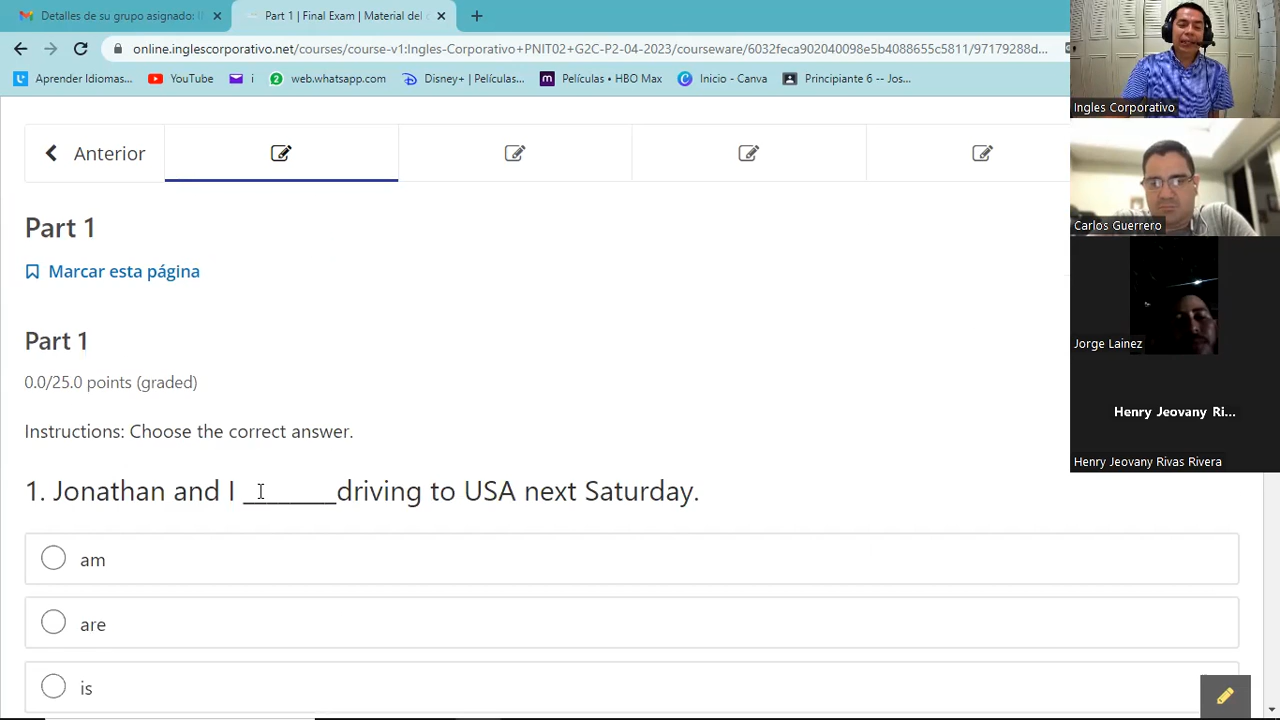 Detalles de su grupo asignado: I
Part 1 | Final Exam | Material de
online.inglescorporativo.net/courses/course-v1:Ingles-Corporativo+PNIT02+G2C-P2-04-2023/courseware/6032feca902040098e5b4088655c5811/97179288d...
Aprender Idiomas...
YouTube
i
web.whatsapp.com
Disney+ | Películas...
Películas • HBO Max
Inicio - Canva
Principiante 6 -- Jos...
Anterior
Part 1
Marcar esta página
Part 1
0.0/25.0 points (graded)
Instructions: Choose the correct answer.
1. Jonathan and I _______driving to USA next Saturday.
am
are
is
Ingles Corporativo
Carlos Guerrero
Jorge Lainez
Henry Jeovany Ri...
Henry Jeovany Rivas Rivera